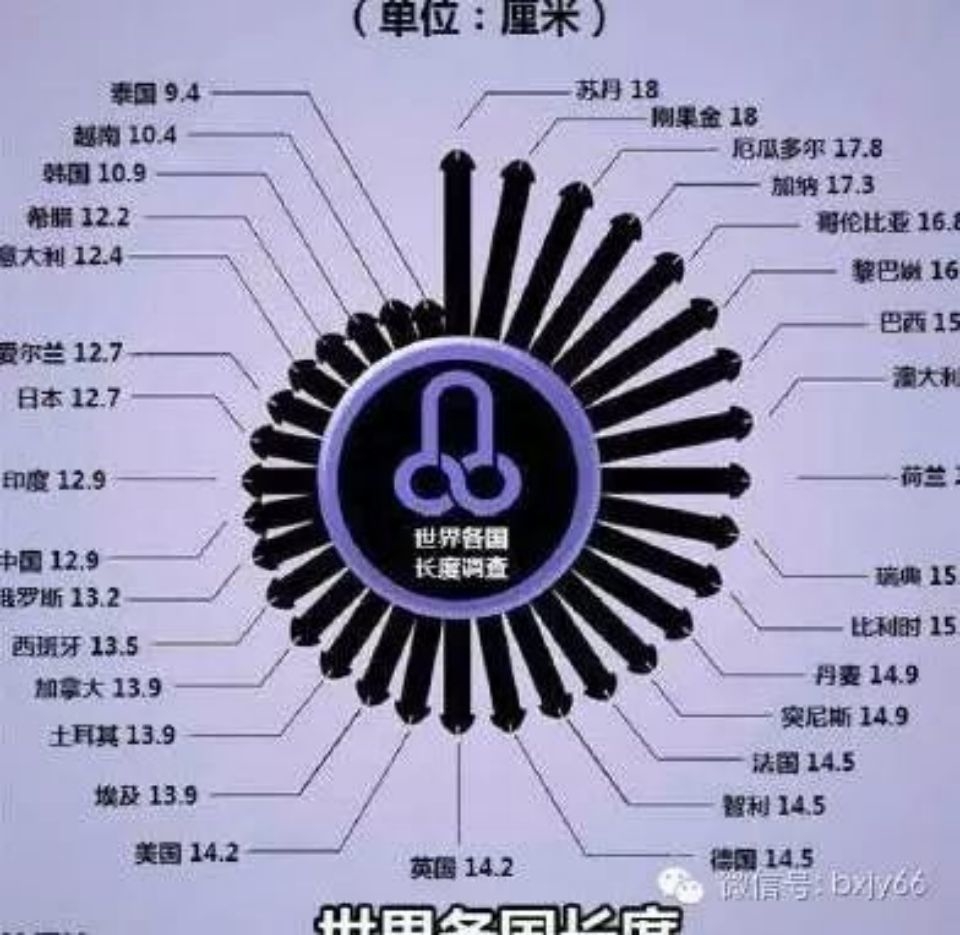 （单位：厘米）
苏丹 18
刚果金 18
厄瓜多尔 17.8
加纳 17.3
哥伦比亚 16.8
黎巴嫩 16
巴西 15
澳大利
荷兰
瑞典 15.
比利时 15.
丹麦 14.9
突尼斯 14.9
法国 14.5
智利 14.5
德国 14.5
英国 14.2
美国 14.2
埃及 13.9
土耳其 13.9
加拿大 13.9
西班牙 13.5
俄罗斯 13.2
中国 12.9
印度 12.9
日本 12.7
爱尔兰 12.7
意大利 12.4
希腊 12.2
韩国 10.9
越南 10.4
泰国 9.4
世界各国
长度调查
微信号: bxjy66
世界各国长度